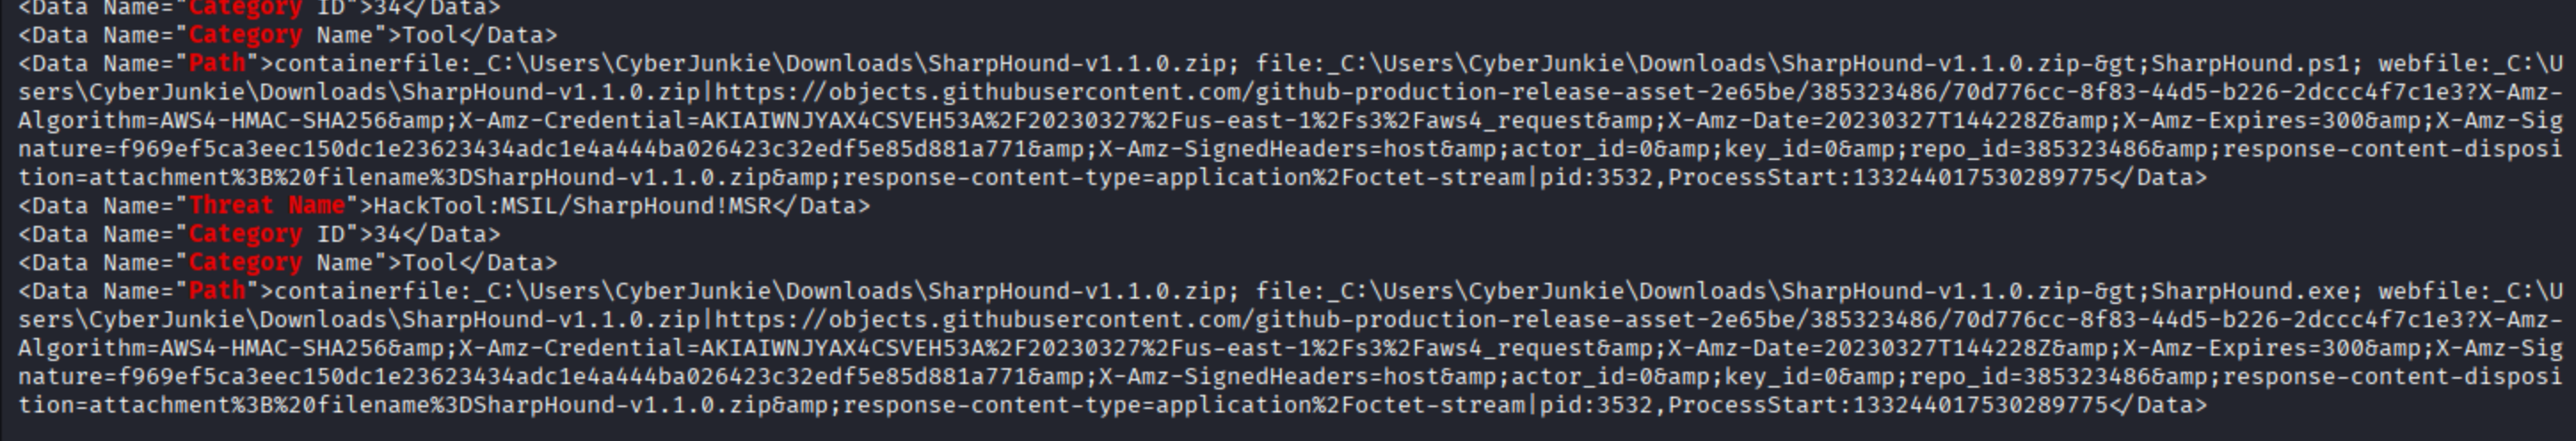 <Data Name="Category ID">34</Data>
<Data Name="Category Name">Tool</Data>
<Data Name="Path">containerfile:_C:\Users\CyberJunkie\Downloads\SharpHound-v1.1.0.zip; file:_C:\Users\CyberJunkie\Downloads\SharpHound-v1.1.0.zip-&gt;SharpHound.ps1; webfile:_C:\U
sers\CyberJunkie\Downloads\SharpHound-v1.1.0.zip|https://objects.githubusercontent.com/github-production-release-asset-2e65be/385323486/70d776cc-8f83-44d5-b226-2dccc4f7c1e3?X-Amz-
Algorithm=AWS4-HMAC-SHA256&amp;X-Amz-Credential=AKIAIWNJYAX4CSVEH53A%2F20230327%2Fus-east-1%2Fs3%2Faws4_request&amp;X-Amz-Date=20230327T144228Z&amp;X-Amz-Expires=300&amp;X-Amz-Sig
nature=f969ef5ca3eec150dc1e23623434adc1e4a444ba026423c32edf5e85d881a771&amp;X-Amz-SignedHeaders=host&amp;actor_id=0&amp;key_id=0&amp;repo_id=385323486&amp;response-content-disposi
tion=attachment%3B%20filename%3DSharpHound-v1.1.0.zip&amp;response-content-type=application%2Foctet-stream|pid:3532,ProcessStart:133244017530289775</Data>
<Data Name="Threat Name">HackTool:MSIL/SharpHound!MSR</Data>
<Data Name="Category ID">34</Data>
<Data Name="Category Name">Tool</Data>
<Data Name="Path">containerfile:_C:\Users\CyberJunkie\Downloads\SharpHound-v1.1.0.zip; file:_C:\Users\CyberJunkie\Downloads\SharpHound-v1.1.0.zip-&gt;SharpHound.exe; webfile:_C:\U
sers\CyberJunkie\Downloads\SharpHound-v1.1.0.zip|https://objects.githubusercontent.com/github-production-release-asset-2e65be/385323486/70d776cc-8f83-44d5-b226-2dccc4f7c1e3?X-Amz-
Algorithm=AWS4-HMAC-SHA256&amp;X-Amz-Credential=AKIAIWNJYAX4CSVEH53A%2F20230327%2Fus-east-1%2Fs3%2Faws4_request&amp;X-Amz-Date=20230327T144228Z&amp;X-Amz-Expires=300&amp;X-Amz-Sig
nature=f969ef5ca3eec150dc1e23623434adc1e4a444ba026423c32edf5e85d881a771&amp;X-Amz-SignedHeaders=host&amp;actor_id=0&amp;key_id=0&amp;repo_id=385323486&amp;response-content-disposi
tion=attachment%3B%20filename%3DSharpHound-v1.1.0.zip&amp;response-content-type=application%2Foctet-stream|pid:3532,ProcessStart:133244017530289775</Data>